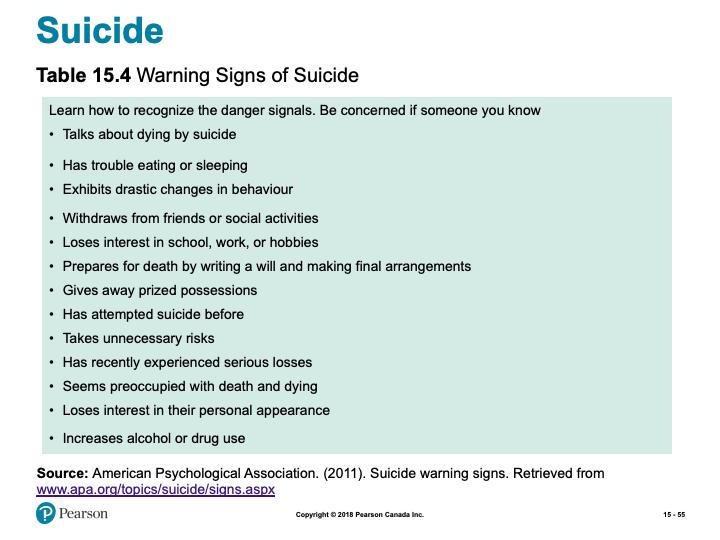 Suicide
Table 15.4 Warning Signs of Suicide
Learn how to recognize the danger signals. Be concerned if someone you know
• Talks about dying by suicide
• Has trouble eating or sleeping
• Exhibits drastic changes in behaviour
• Withdraws from friends or social activities
• Loses interest in school, work, or hobbies
• Prepares for death by writing a will and making final arrangements
• Gives away prized possessions
• Has attempted suicide before
• Takes unnecessary risks
• Has recently experienced serious losses
• Seems preoccupied with death and dying
• Loses interest in their personal appearance
• Increases alcohol or drug use
Source: American Psychological Association. (2011). Suicide warning signs. Retrieved from
www.apa.org/topics/suicide/signs.aspx
P Pearson
Copyright © 2018 Pearson Canada Inc.
15 - 55